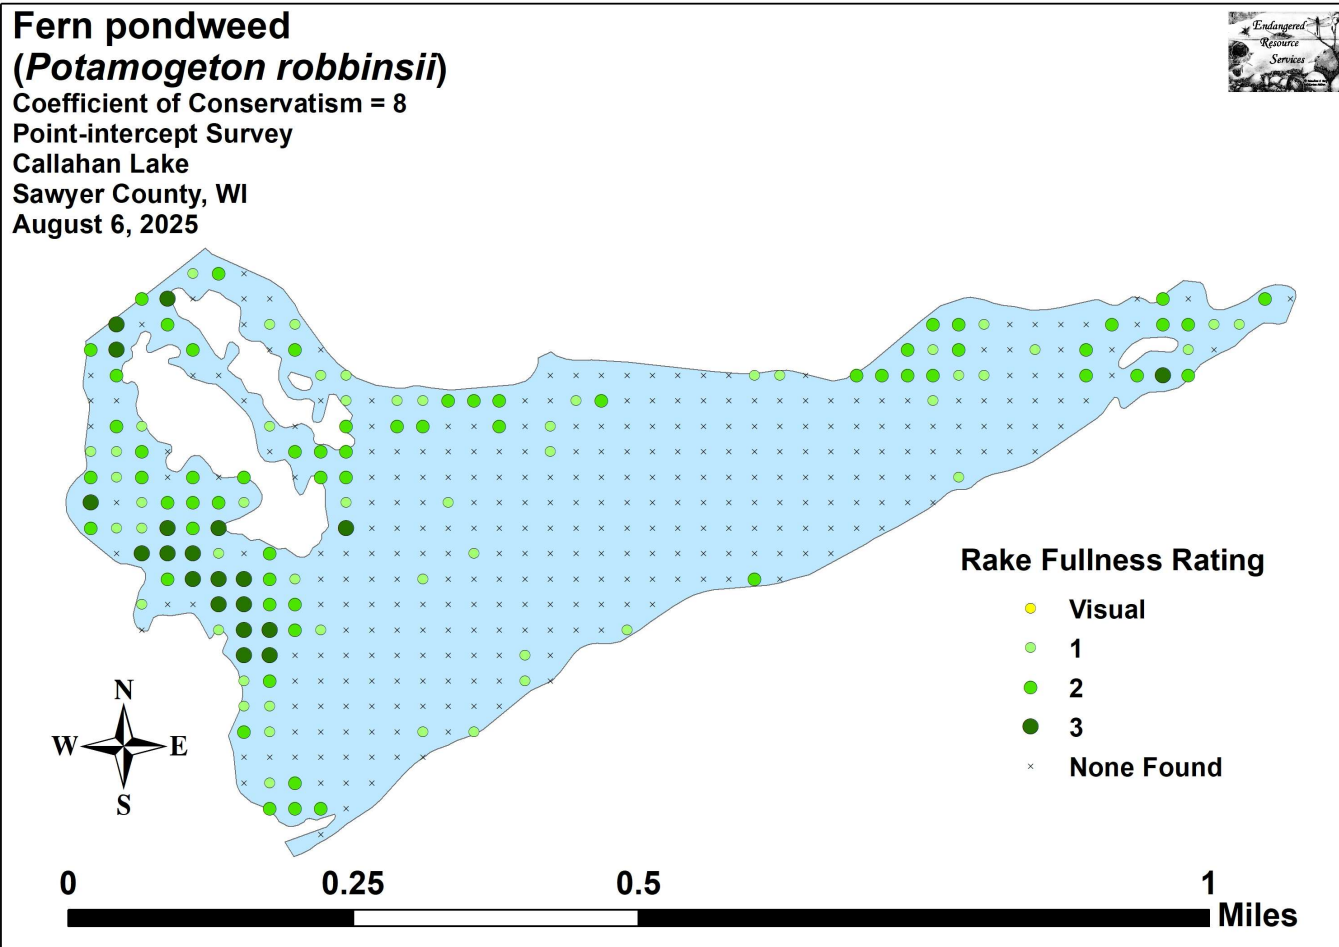 Fern pondweed
(Potamogeton robbinsii)
Coefficient of Conservatism = 8
Point-intercept Survey
Callahan Lake
Sawyer County, WI
August 6, 2025
Endangered
Resource
Services
Rake Fullness Rating
Visual
1
2
3
None Found
N
W E
S
0 0.25 0.5 1
Miles